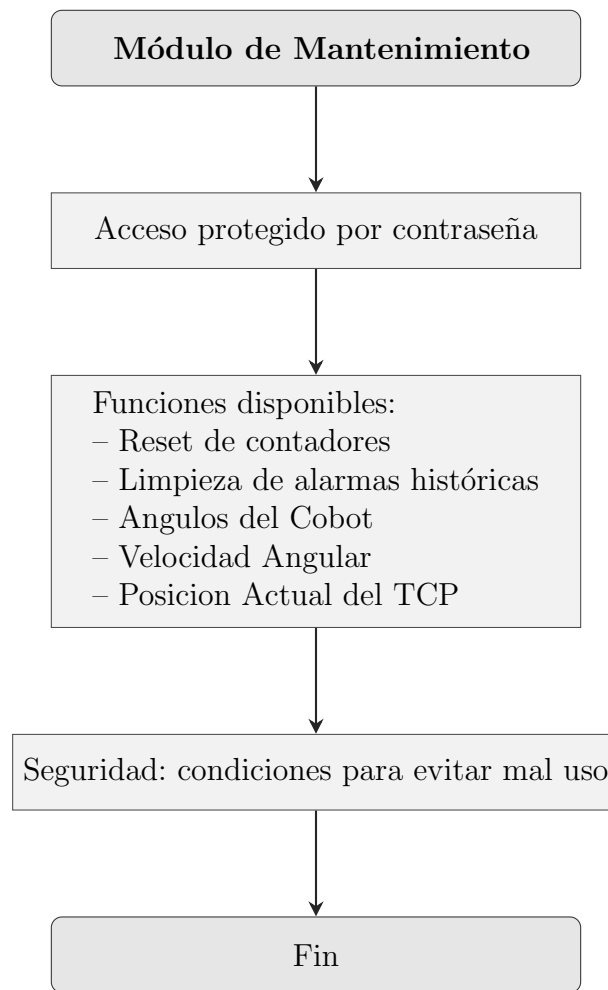 Módulo de Mantenimiento
Acceso protegido por contraseña
Funciones disponibles:
– Reset de contadores
– Limpieza de alarmas históricas
– Angulos del Cobot
– Velocidad Angular
– Posicion Actual del TCP
Seguridad: condiciones para evitar mal uso
Fin